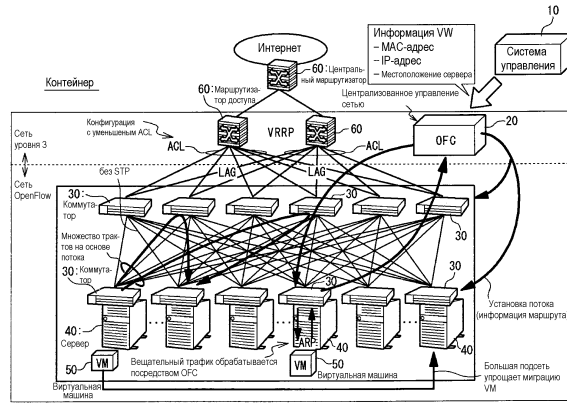 10
Интернет
Информация VW
– MAC-адрес
– IP-адрес
– Местоположение сервера
Система
управления
60: Централь-
ный маршрутизатор
Контейнер
60: Маршрутиза-
тор доступа
Централизованное управление
сетью
20
Конфигурация
с уменьшеным ACL
VRRP
60
OFC
Сеть
уровня 3
ACL
ACL
LAG
LAG
без STP
Сеть
OpenFlow
30:
Коммута-
тор
30
30
Множество трак-
тов на основе
потока
30: Коммутатор
30
30
Установка потока
(информация маршрута)
40:
Сервер
ARP
40
40
50
VM
Вещательный трафик обрабатывается
посредством OFC
VM
50
Виртуальная машина
Виртуальная
машина
Большая подсеть
упрощает миграцию
VM